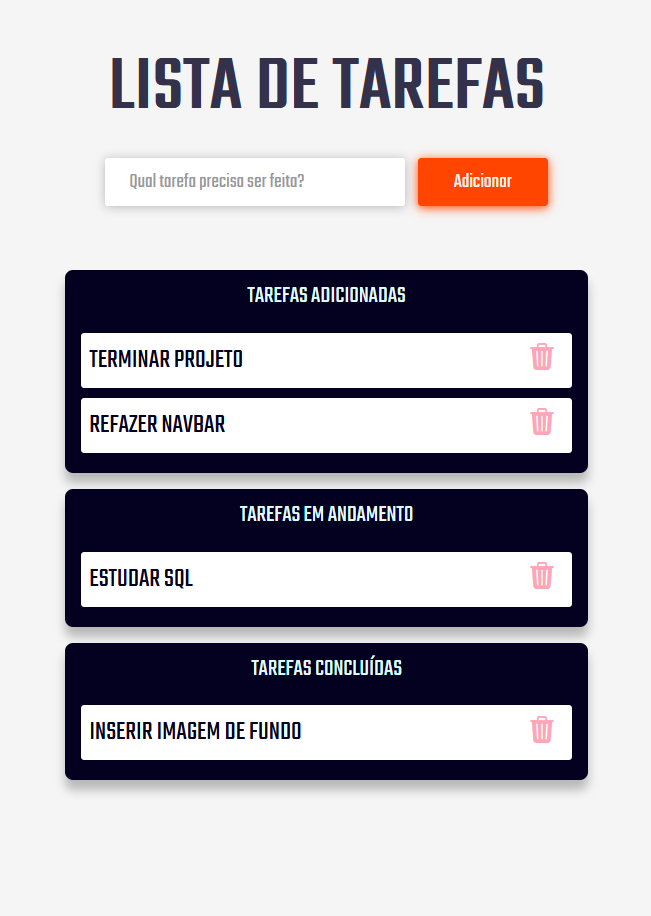 LISTA DE TAREFAS
Qual tarefa precisa ser feita?
Adicionar
TAREFAS ADICIONADAS
TERMINAR PROJETO
REFAZER NAVBAR
TAREFAS EM ANDAMENTO
ESTUDAR SQL
TAREFAS CONCLUÍDAS
INSERIR IMAGEM DE FUNDO